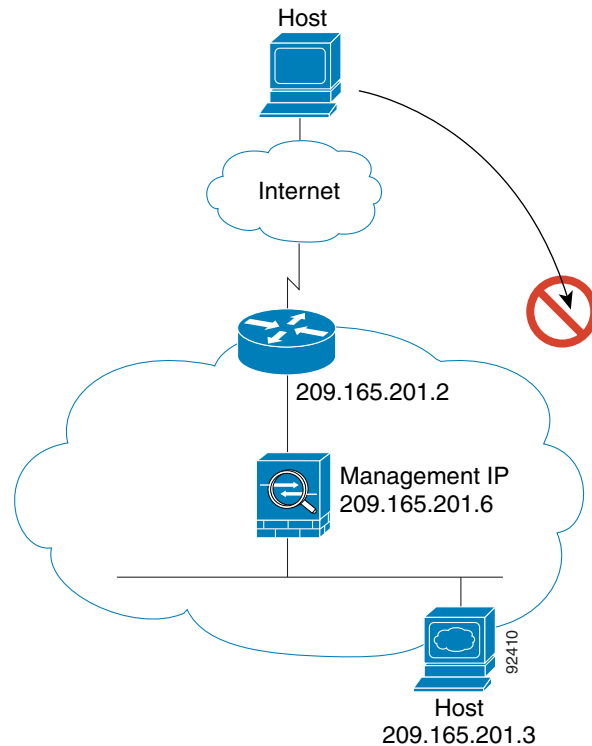 Host
Internet
209.165.201.2
Management IP
209.165.201.6
92410
Host
209.165.201.3